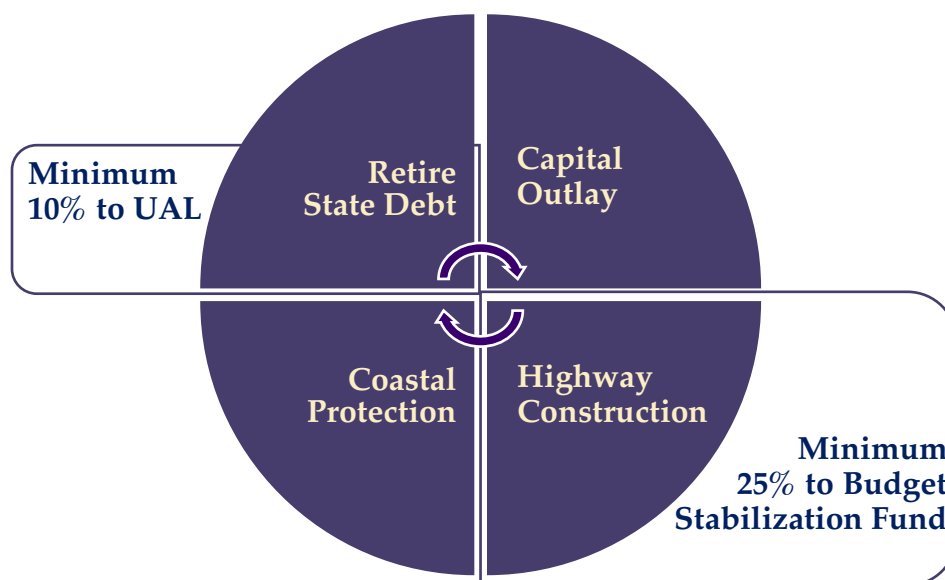 Minimum
10% to UAL
Retire
State Debt
Capital
Outlay
Coastal
Protection
Highway
Construction
Minimum
25% to Budget
Stabilization Fund